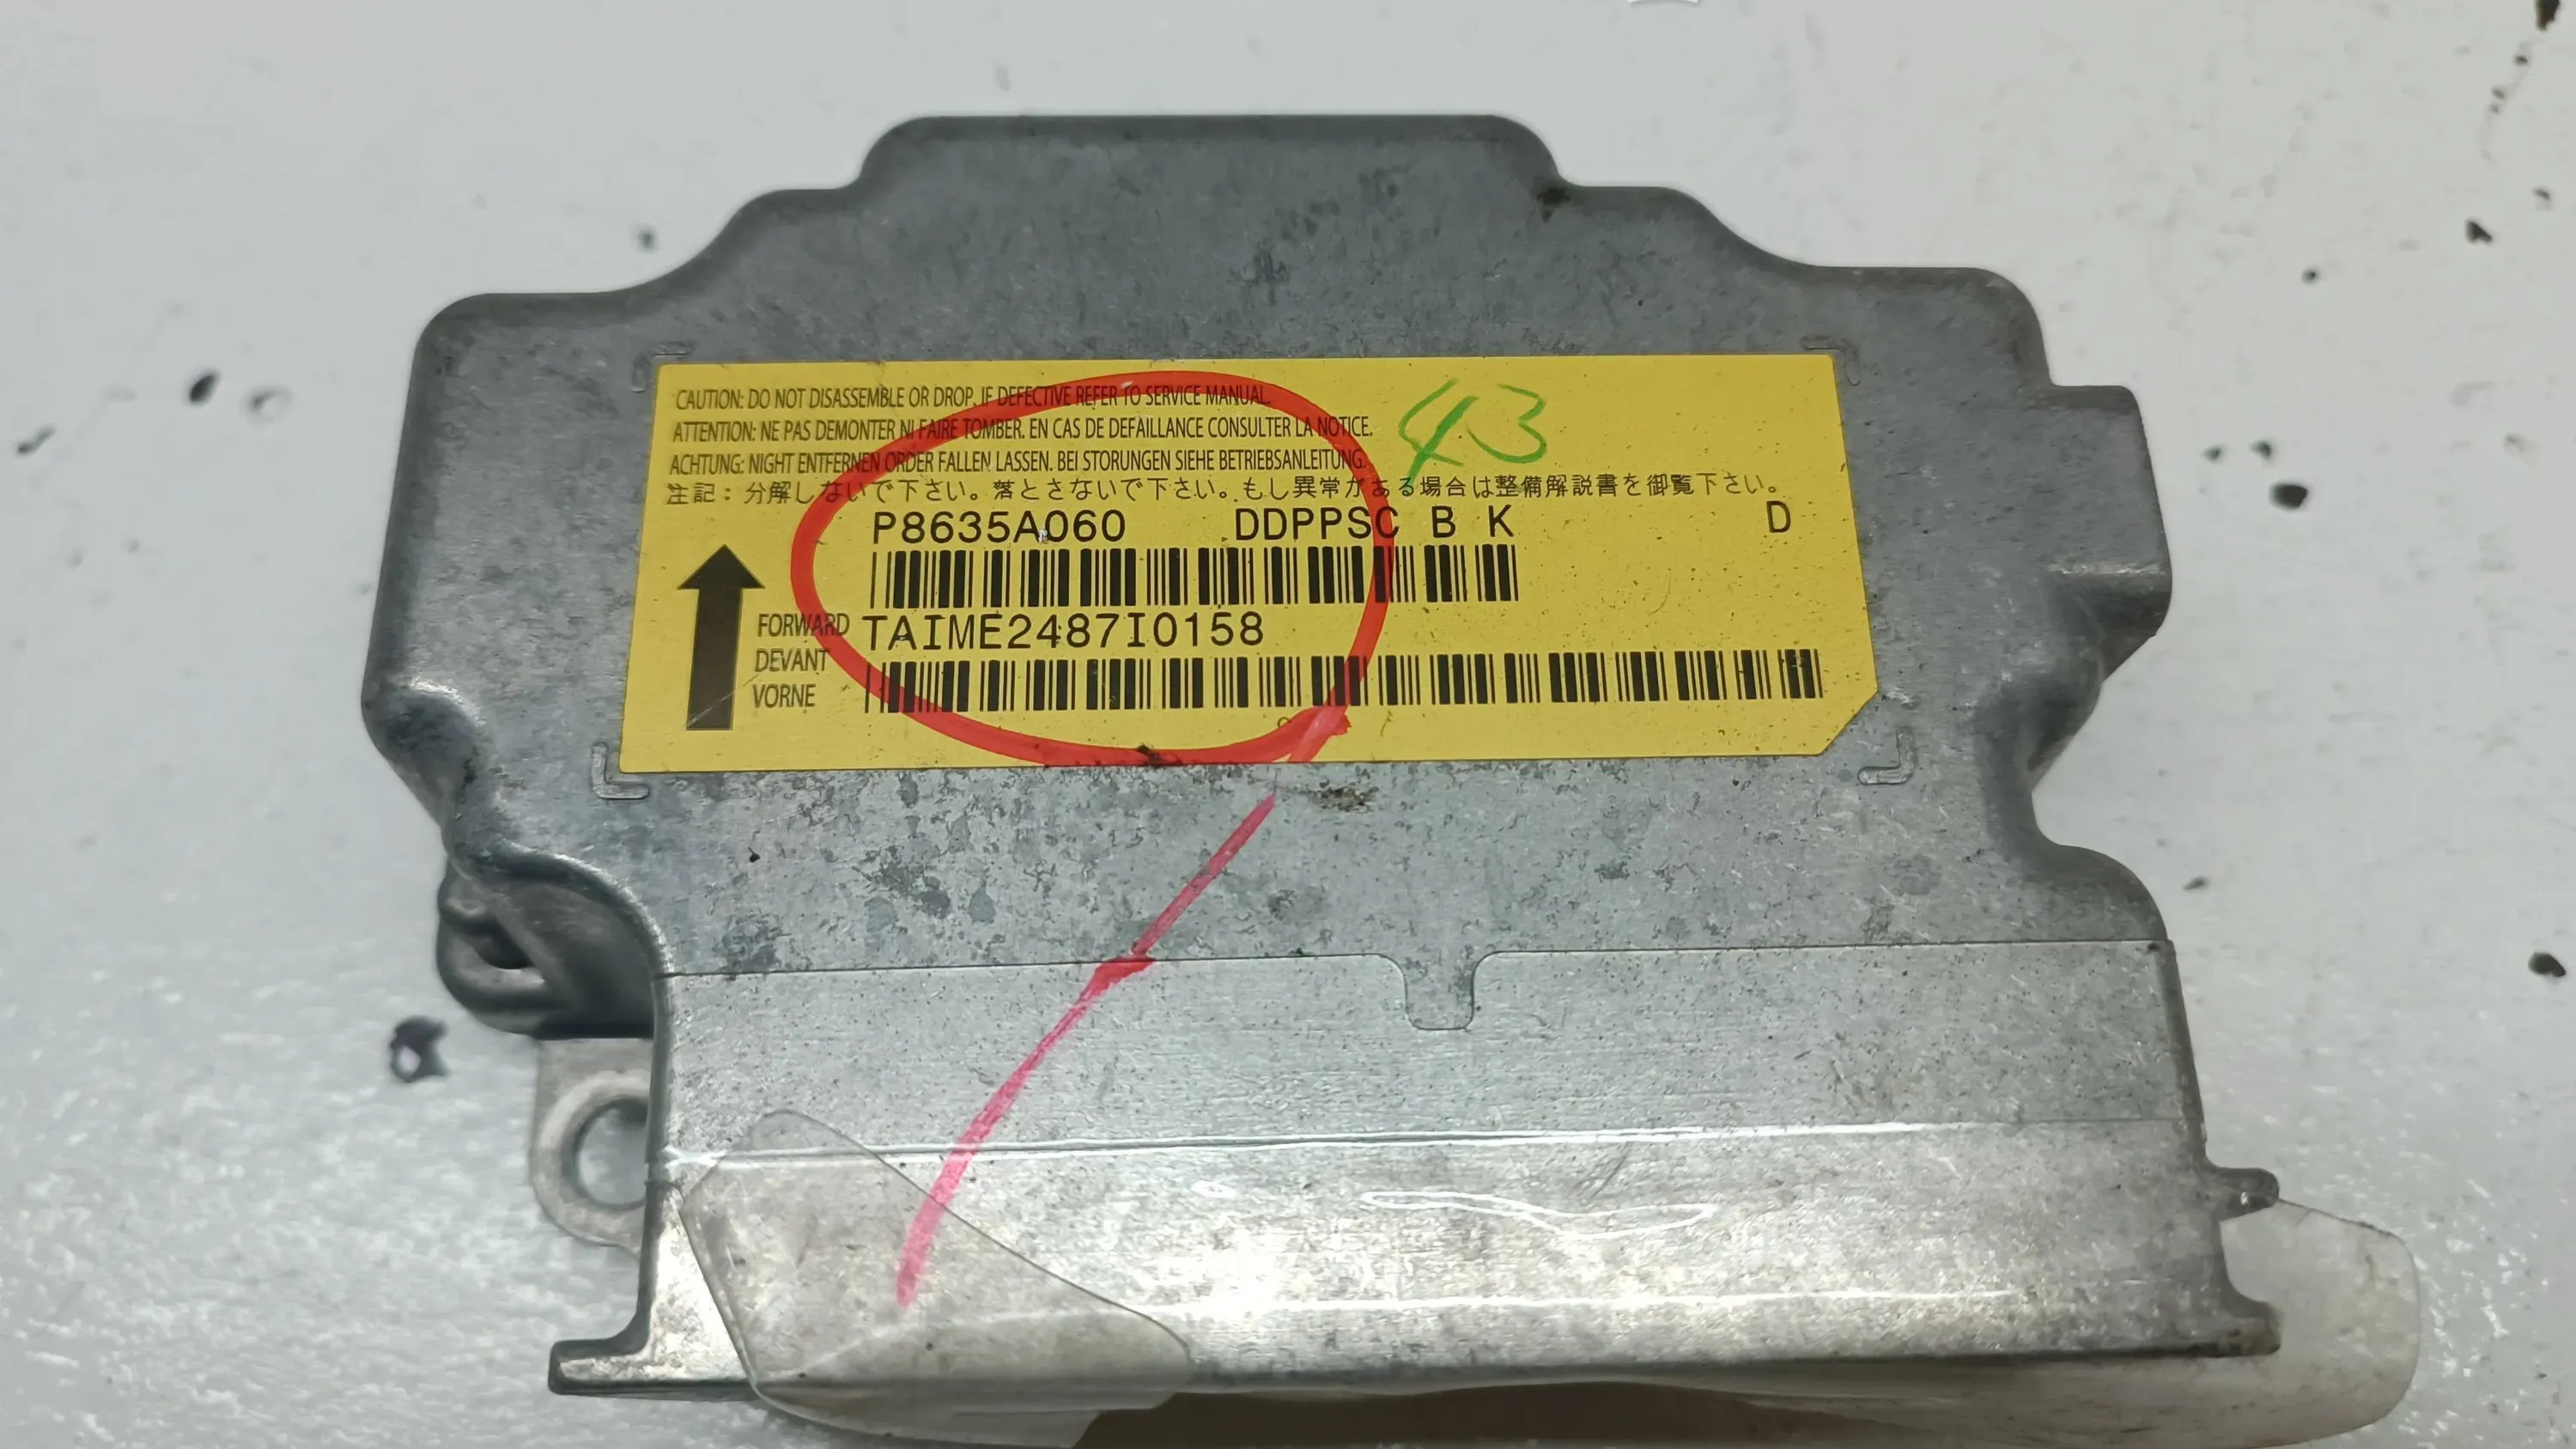 CAUTION: DO NOT DISASSEMBLE OR DROP. IF DEFECTIVE REFER TO SERVICE MANUAL.
ATTENTION: NE PAS DEMONTER NI FAIRE TOMBER. EN CAS DE DEFAILLANCE CONSULTER LA NOTICE.
ACHTUNG: NIGHT ENTFERNEN ORDER FALLEN LASSEN. BEI STORUNGEN SIEHE BETRIEBSANLEITUNG.
注記：分解しないで下さい。落とさないで下さい。もし異常がある場合は整備解説書を御覧下さい。
43
P8635A060 DDPPSC B K D
FORWARD TAIME2487I0158
DEVANT
VORNE